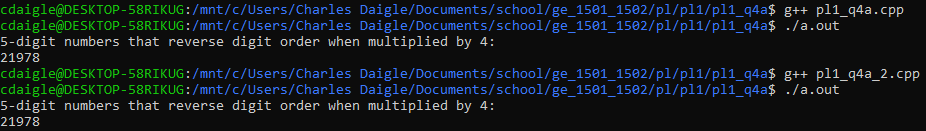 cdaigle@DESKTOP-58RIKUG:/mnt/c/Users/Charles Daigle/Documents/school/ge_1501_1502/pl/pl1/pl1_q4a$ g++ pl1_q4a.cpp
cdaigle@DESKTOP-58RIKUG:/mnt/c/Users/Charles Daigle/Documents/school/ge_1501_1502/pl/pl1/pl1_q4a$ ./a.out
5-digit numbers that reverse digit order when multiplied by 4:
21978
cdaigle@DESKTOP-58RIKUG:/mnt/c/Users/Charles Daigle/Documents/school/ge_1501_1502/pl/pl1/pl1_q4a$ g++ pl1_q4a_2.cpp
cdaigle@DESKTOP-58RIKUG:/mnt/c/Users/Charles Daigle/Documents/school/ge_1501_1502/pl/pl1/pl1_q4a$ ./a.out
5-digit numbers that reverse digit order when multiplied by 4:
21978